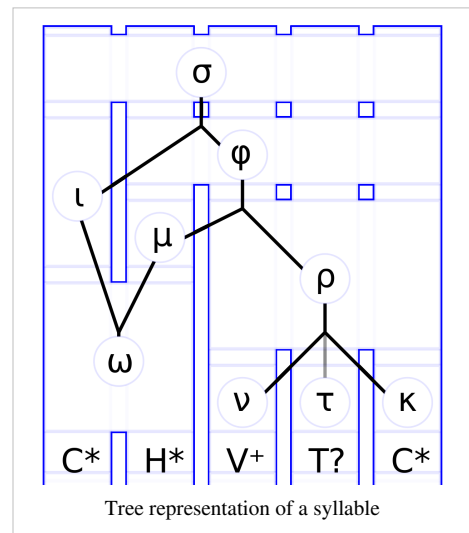 σ
φ
ι
μ
ρ
ω
ν τ κ
C* H* V⁺ T? C*
Tree representation of a syllable